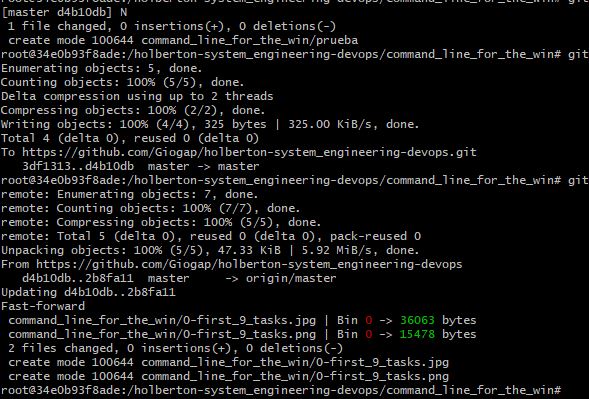 [master d4b10db] N
 1 file changed, 0 insertions(+), 0 deletions(-)
 create mode 100644 command_line_for_the_win/prueba
root@34e0b93f8ade:/holberton-system_engineering-devops/command_line_for_the_win# git
Enumerating objects: 5, done.
Counting objects: 100% (5/5), done.
Delta compression using up to 2 threads
Compressing objects: 100% (2/2), done.
Writing objects: 100% (4/4), 325 bytes | 325.00 KiB/s, done.
Total 4 (delta 0), reused 0 (delta 0)
To https://github.com/Giogap/holberton-system_engineering-devops.git
   3df1313..d4b10db  master -> master
root@34e0b93f8ade:/holberton-system_engineering-devops/command_line_for_the_win# git
remote: Enumerating objects: 7, done.
remote: Counting objects: 100% (7/7), done.
remote: Compressing objects: 100% (5/5), done.
remote: Total 5 (delta 0), reused 0 (delta 0), pack-reused 0
Unpacking objects: 100% (5/5), 47.33 KiB | 5.92 MiB/s, done.
From https://github.com/Giogap/holberton-system_engineering-devops
   d4b10db..2b8fa11  master     -> origin/master
Updating d4b10db..2b8fa11
Fast-forward
 command_line_for_the_win/0-first_9_tasks.jpg | Bin 0 -> 36063 bytes
 command_line_for_the_win/0-first_9_tasks.png | Bin 0 -> 15478 bytes
 2 files changed, 0 insertions(+), 0 deletions(-)
 create mode 100644 command_line_for_the_win/0-first_9_tasks.jpg
 create mode 100644 command_line_for_the_win/0-first_9_tasks.png
root@34e0b93f8ade:/holberton-system_engineering-devops/command_line_for_the_win#